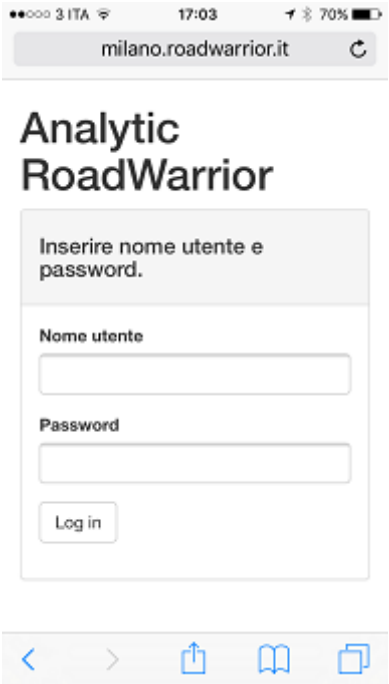 3 ITA 17:03 70%
milano.roadwarrior.it
Analytic
RoadWarrior
Inserire nome utente e
password.
Nome utente
Password
Log in